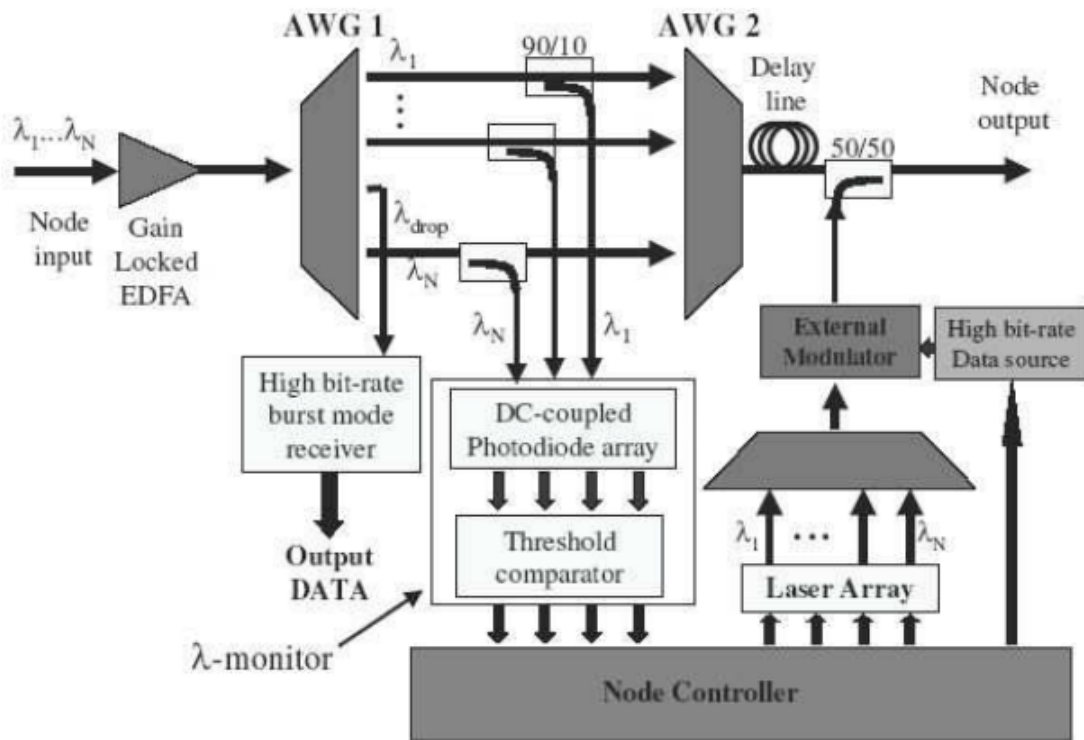 AWG 1
AWG 2
90/10
λ1
Delay
line
Node
output
λ1...λN
50/50
Node
input
Gain
Locked
EDFA
λdrop
λN
λN
λ1
External
Modulator
High bit-rate
Data source
High bit-rate
burst mode
receiver
DC-coupled
Photodiode array
Output
DATA
Threshold
comparator
λ1
...
λN
Laser Array
λ-monitor
Node Controller